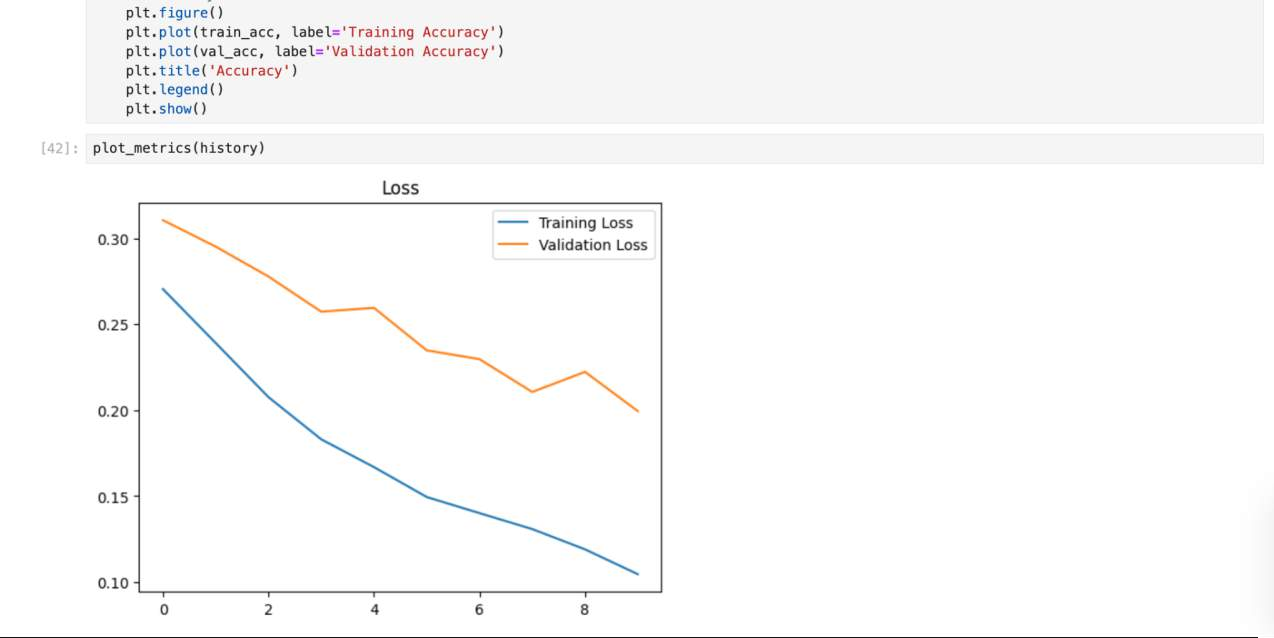 plt.figure()
plt.plot(train_acc, label='Training Accuracy')
plt.plot(val_acc, label='Validation Accuracy')
plt.title('Accuracy')
plt.legend()
plt.show()
[42]: plot_metrics(history)
Loss
Training Loss
Validation Loss
0.30
0.25
0.20
0.15
0.10
0 2 4 6 8